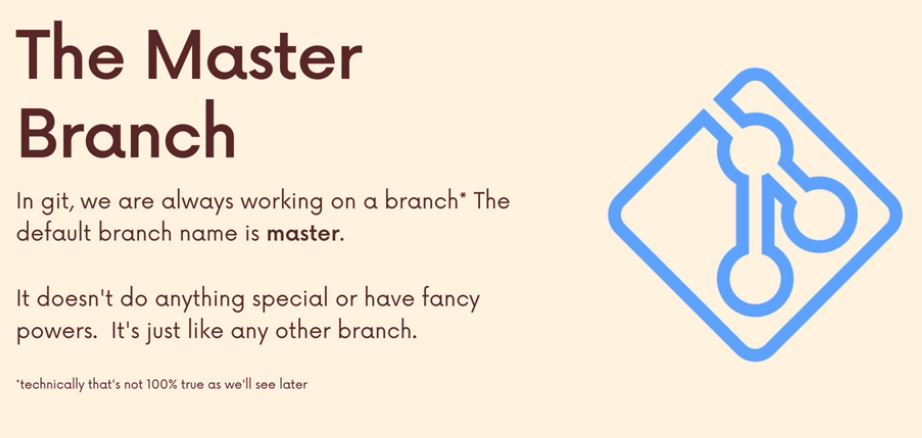 The Master
Branch
In git, we are always working on a branch* The
default branch name is master.
It doesn't do anything special or have fancy
powers.  It's just like any other branch.
*technically that's not 100% true as we'll see later